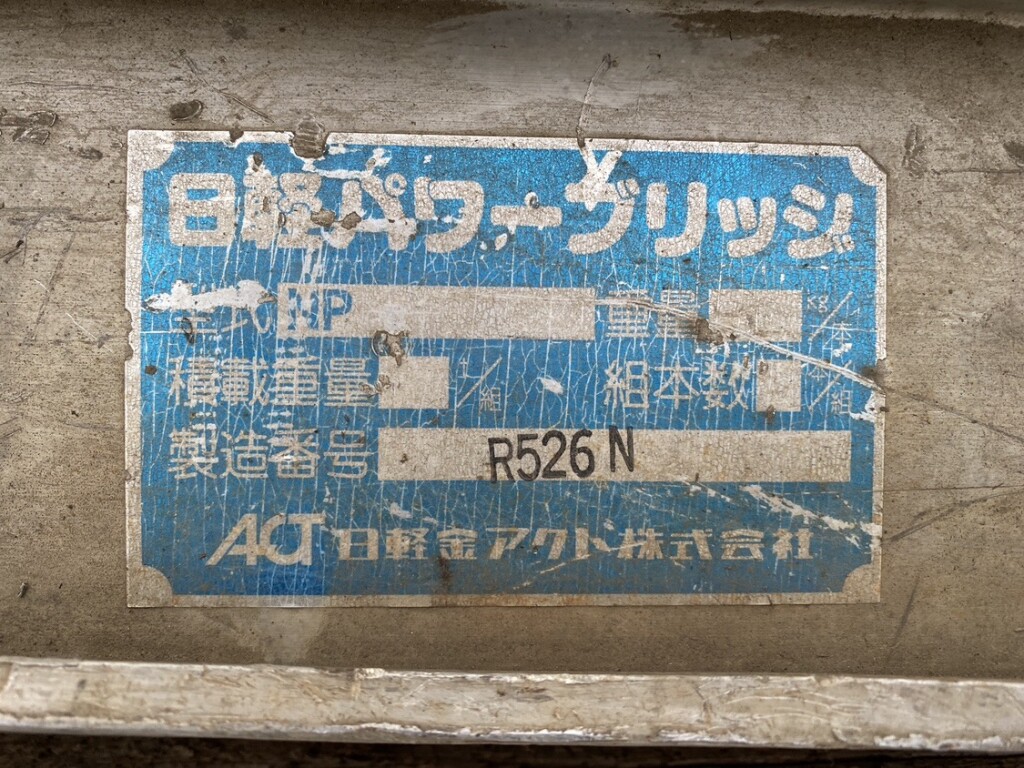 日軽パワーブリッジ
型式 MP 重量 kg/本
積載重量 t/組 組本数 本/組
製造番号 R526N
ACT 日軽金アクト株式会社